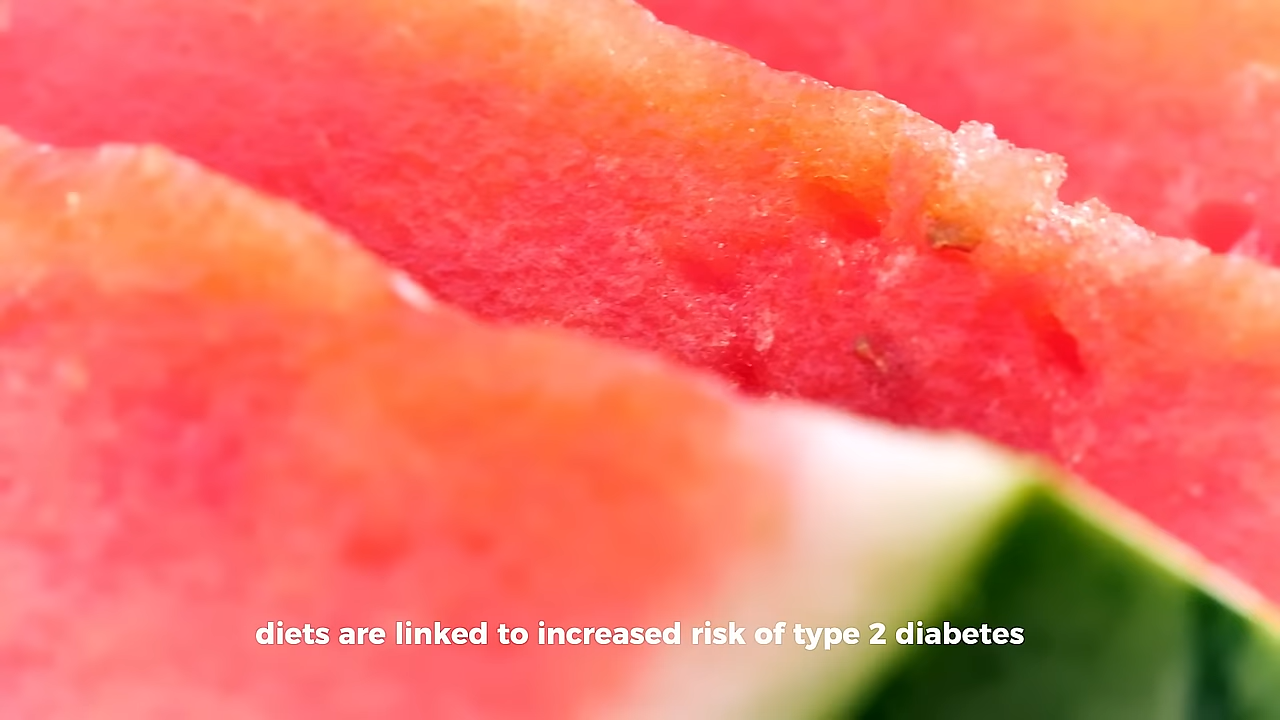 diets are linked to increased risk of type 2 diabetes